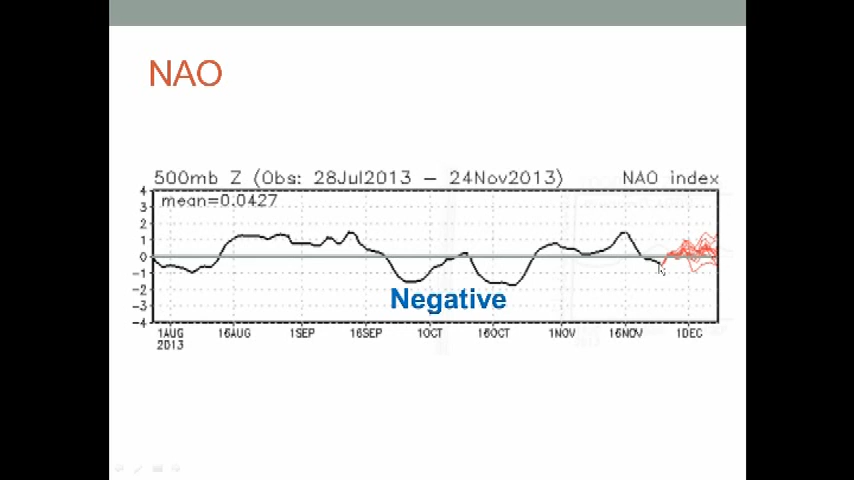 NAO
500mb Z (Obs: 28Jul2013 – 24Nov2013) NAO index
mean=0.0427
4
3
2
1
0
-1
-2
-3
-4
Negative
1AUG 16AUG 1SEP 16SEP 1OCT 16OCT 1NOV 16NOV 1DEC
2013